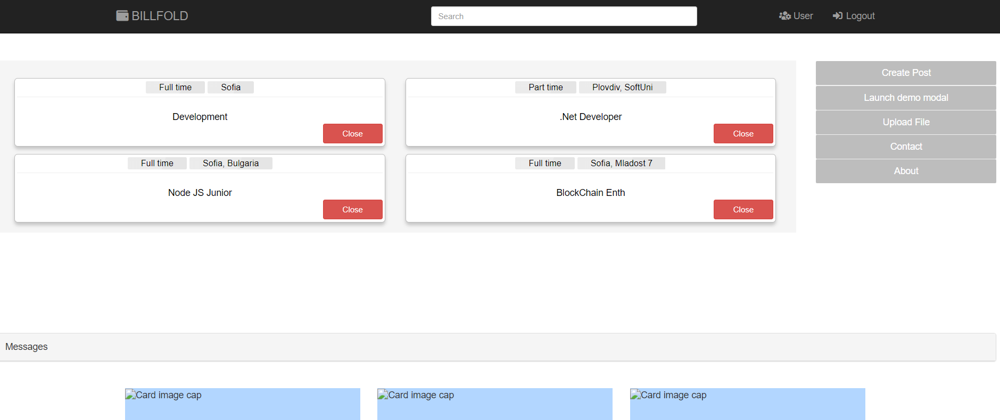 BILLFOLD
Search
User
Logout
Full time
Sofia
Development
Close
Part time
Plovdiv, SoftUni
.Net Developer
Close
Full time
Sofia, Bulgaria
Node JS Junior
Close
Full time
Sofia, Mladost 7
BlockChain Enth
Close
Create Post
Launch demo modal
Upload File
Contact
About
Messages
Card image cap
Card image cap
Card image cap